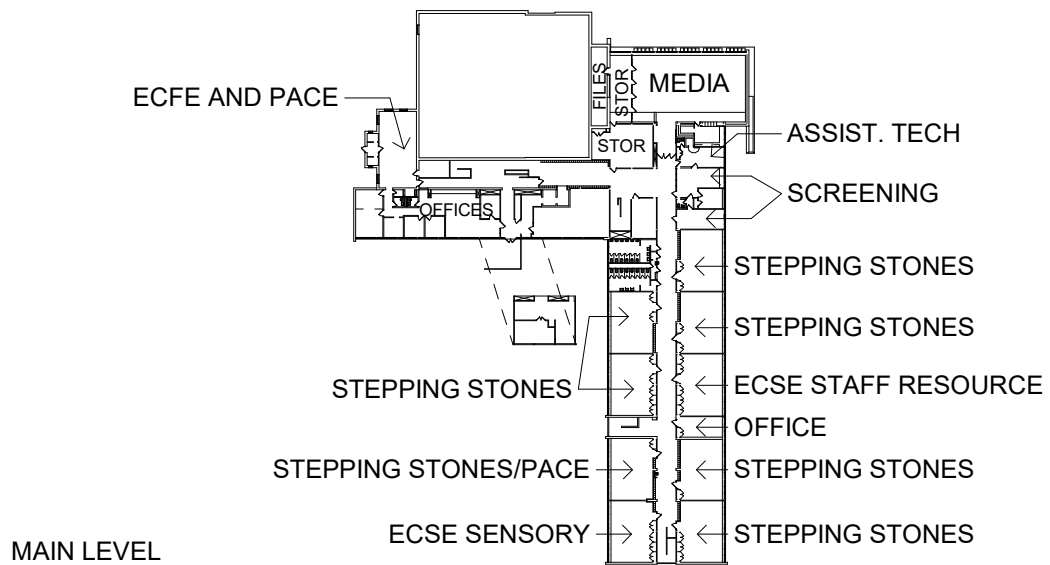 FILES
STOR
MEDIA
ECFE AND PACE
STOR
ASSIST. TECH
SCREENING
OFFICES
STEPPING STONES
STEPPING STONES
STEPPING STONES
ECSE STAFF RESOURCE
OFFICE
STEPPING STONES/PACE
STEPPING STONES
ECSE SENSORY
STEPPING STONES
MAIN LEVEL